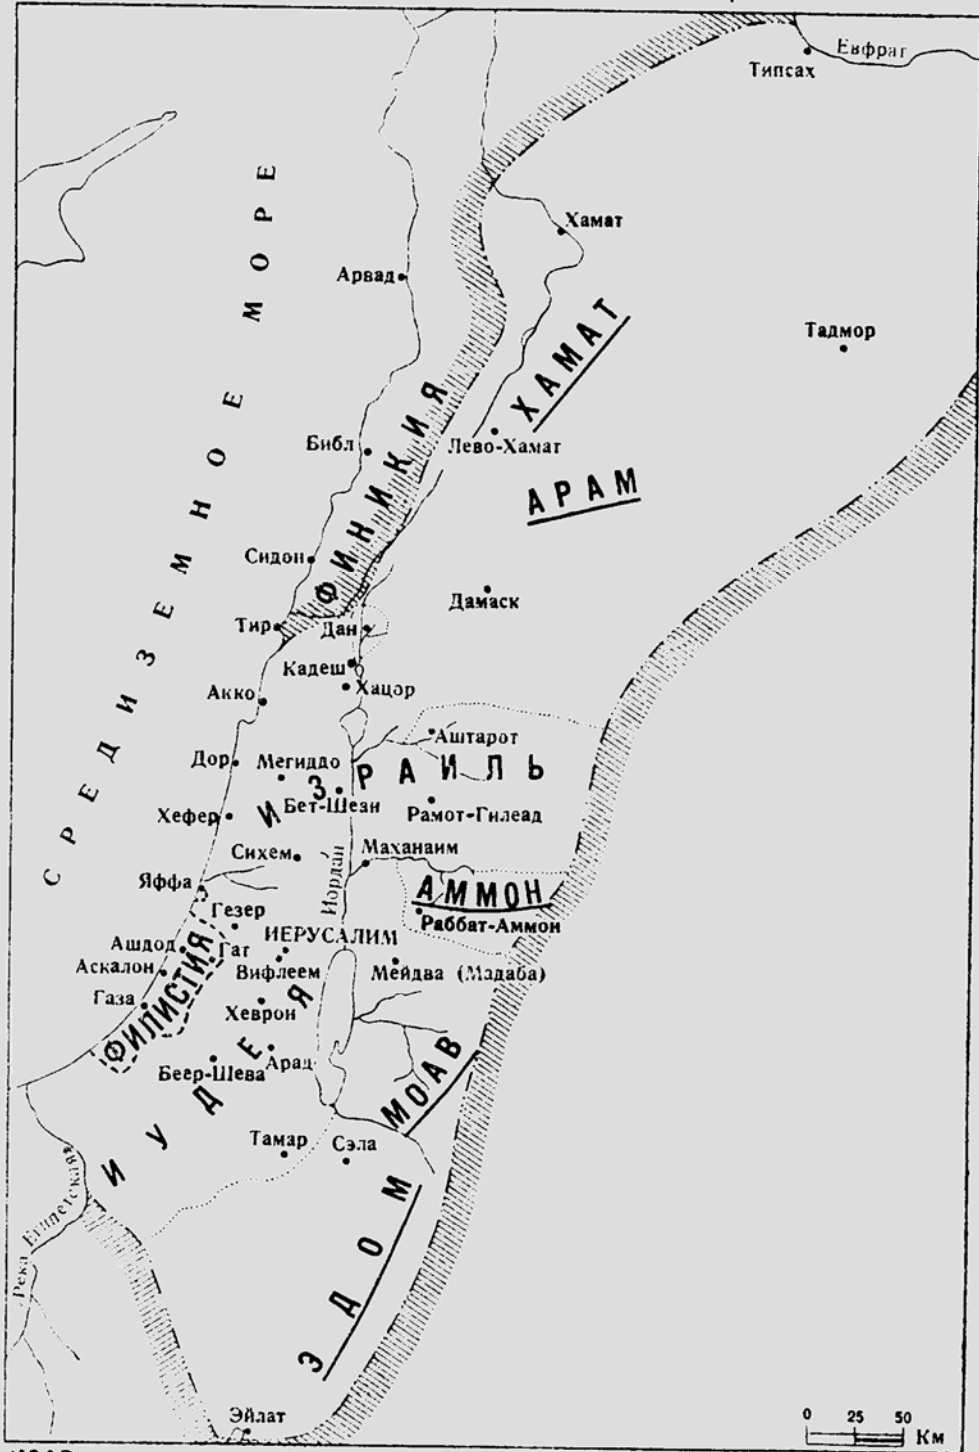 Евфрат
Типсах
СРЕДИЗЕМНОЕ МОРЕ
Хамат
Арвад
ХАМАТ
Тадмор
ФИНИКИЯ
Библ
Лево-Хамат
АРАМ
Сидон
Дамаск
Тир
Дан
Кадеш
Хацор
Акко
Аштарот
Дор
Мегиддо
ИЗРАИЛЬ
Бет-Шеан
Хефер
Рамот-Гилеад
Сихем
Маханаим
Иордан
Яффа
АММОН
Гезер
Раббат-Аммон
ИЕРУСАЛИМ
Ашдод
Гат
Аскалон
Вифлеем
Мейдва (Мадаба)
ФИЛИСТИЯ
Газа
Хеврон
ИУДЕЯ
Арад
Беер-Шева
МОАВ
Тамар
Сэла
Река Египетская
ЭДОМ
Эйлат
0 25 50
Км